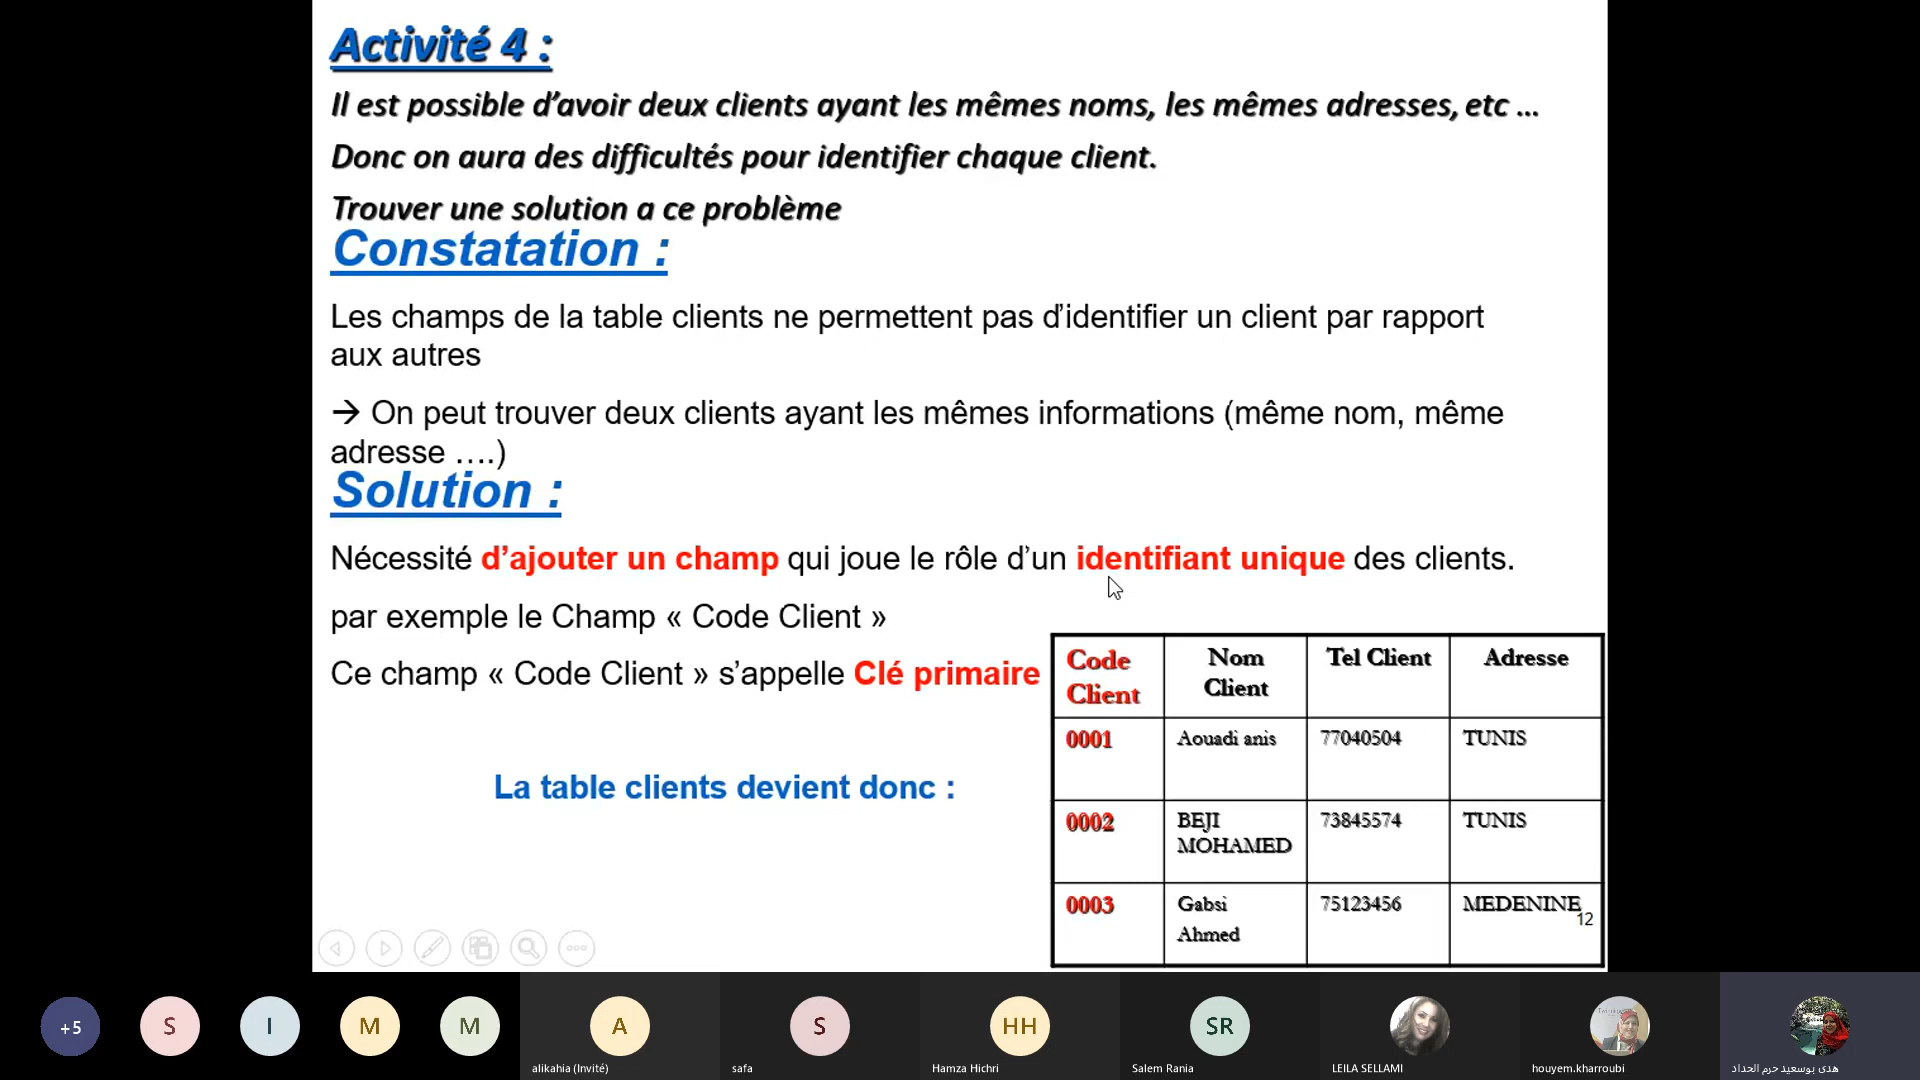 Activité 4 :
Il est possible d’avoir deux clients ayant les mêmes noms, les mêmes adresses, etc ...
Donc on aura des difficultés pour identifier chaque client.
Trouver une solution a ce problème
Constatation :
Les champs de la table clients ne permettent pas d’identifier un client par rapport
aux autres
→ On peut trouver deux clients ayant les mêmes informations (même nom, même
adresse ….)
Solution :
Nécessité d’ajouter un champ qui joue le rôle d’un identifiant unique des clients.
par exemple le Champ « Code Client »
Ce champ « Code Client » s’appelle Clé primaire
La table clients devient donc :
Code Client | Nom Client | Tel Client | Adresse
0001 | Aouadi anis | 77040504 | TUNIS
0002 | BEJI MOHAMED | 73845574 | TUNIS
0003 | Gabsi Ahmed | 75123456 | MEDENINE
12
+5 S I M M A S HH SR
alikahia (Invité) safa Hamza Hichri Salem Rania LEILA SELLAMI houyem.kharroubi هدى بوسعيد حرم الحداد